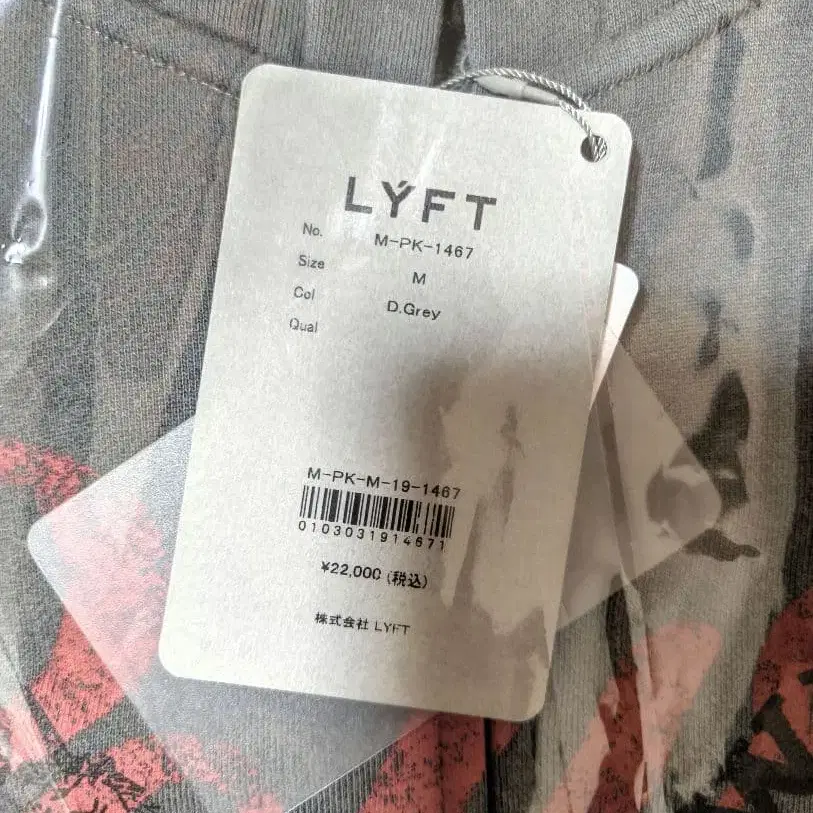 LÝFT
No. M-PK-1467
Size M
Col D.Grey
Qual
M-PK-M-19-1467
0103031914671
¥22,000 (税込)
株式会社 LYFT